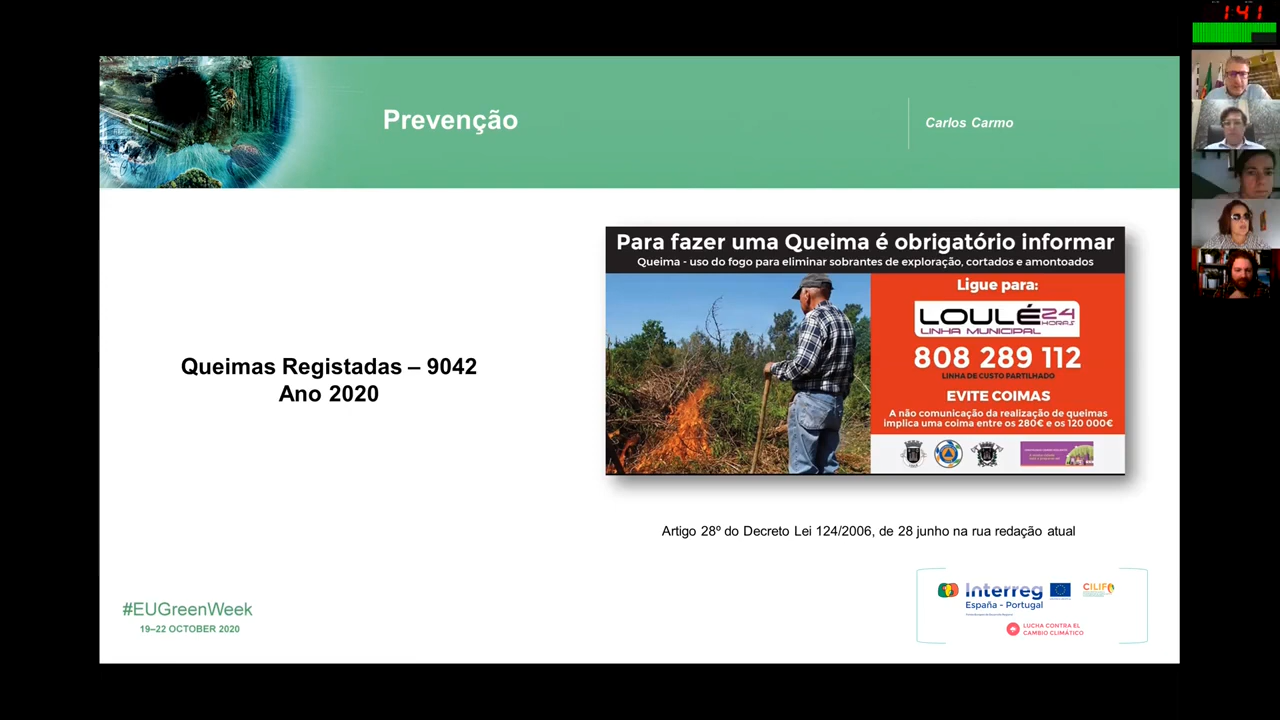 1:41
Prevenção
Carlos Carmo
Para fazer uma Queima é obrigatório informar
Queima - uso do fogo para eliminar sobrantes de exploração, cortados e amontoados
Ligue para:
LOULÉ 24
HORAS
LINHA MUNICIPAL
808 289 112
LINHA DE CUSTO PARTILHADO
EVITE COIMAS
A não comunicação da realização de queimas
implica uma coima entre os 280€ e os 120 000€
Queimas Registadas – 9042
Ano 2020
Artigo 28º do Decreto Lei 124/2006, de 28 junho na rua redação atual
#EUGreenWeek
19–22 OCTOBER 2020
Interreg
España - Portugal
CILIFO
LUCHA CONTRA EL
CAMBIO CLIMÁTICO